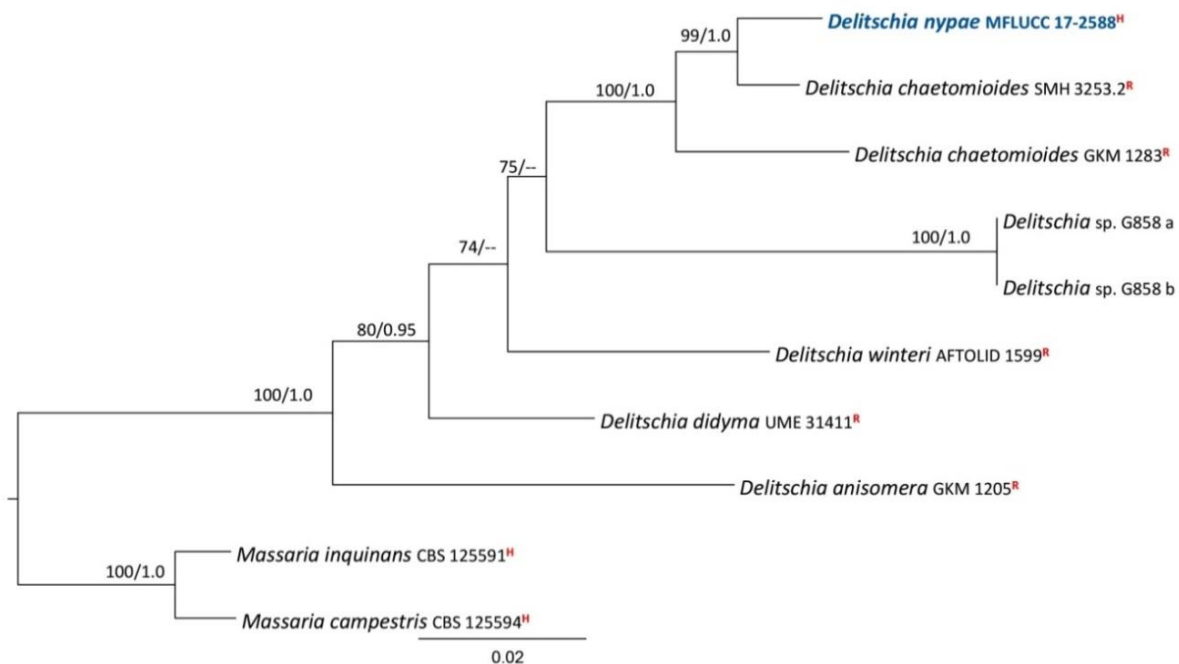 Delitschia nypae MFLUCC 17-2588H
99/1.0
Delitschia chaetomioides SMH 3253.2R
100/1.0
Delitschia chaetomioides GKM 1283R
75/--
Delitschia sp. G858 a
100/1.0
Delitschia sp. G858 b
74/--
80/0.95
Delitschia winteri AFTOLID 1599R
100/1.0
Delitschia didyma UME 31411R
Delitschia anisomera GKM 1205R
Massaria inquinans CBS 125591H
100/1.0
Massaria campestris CBS 125594H
0.02